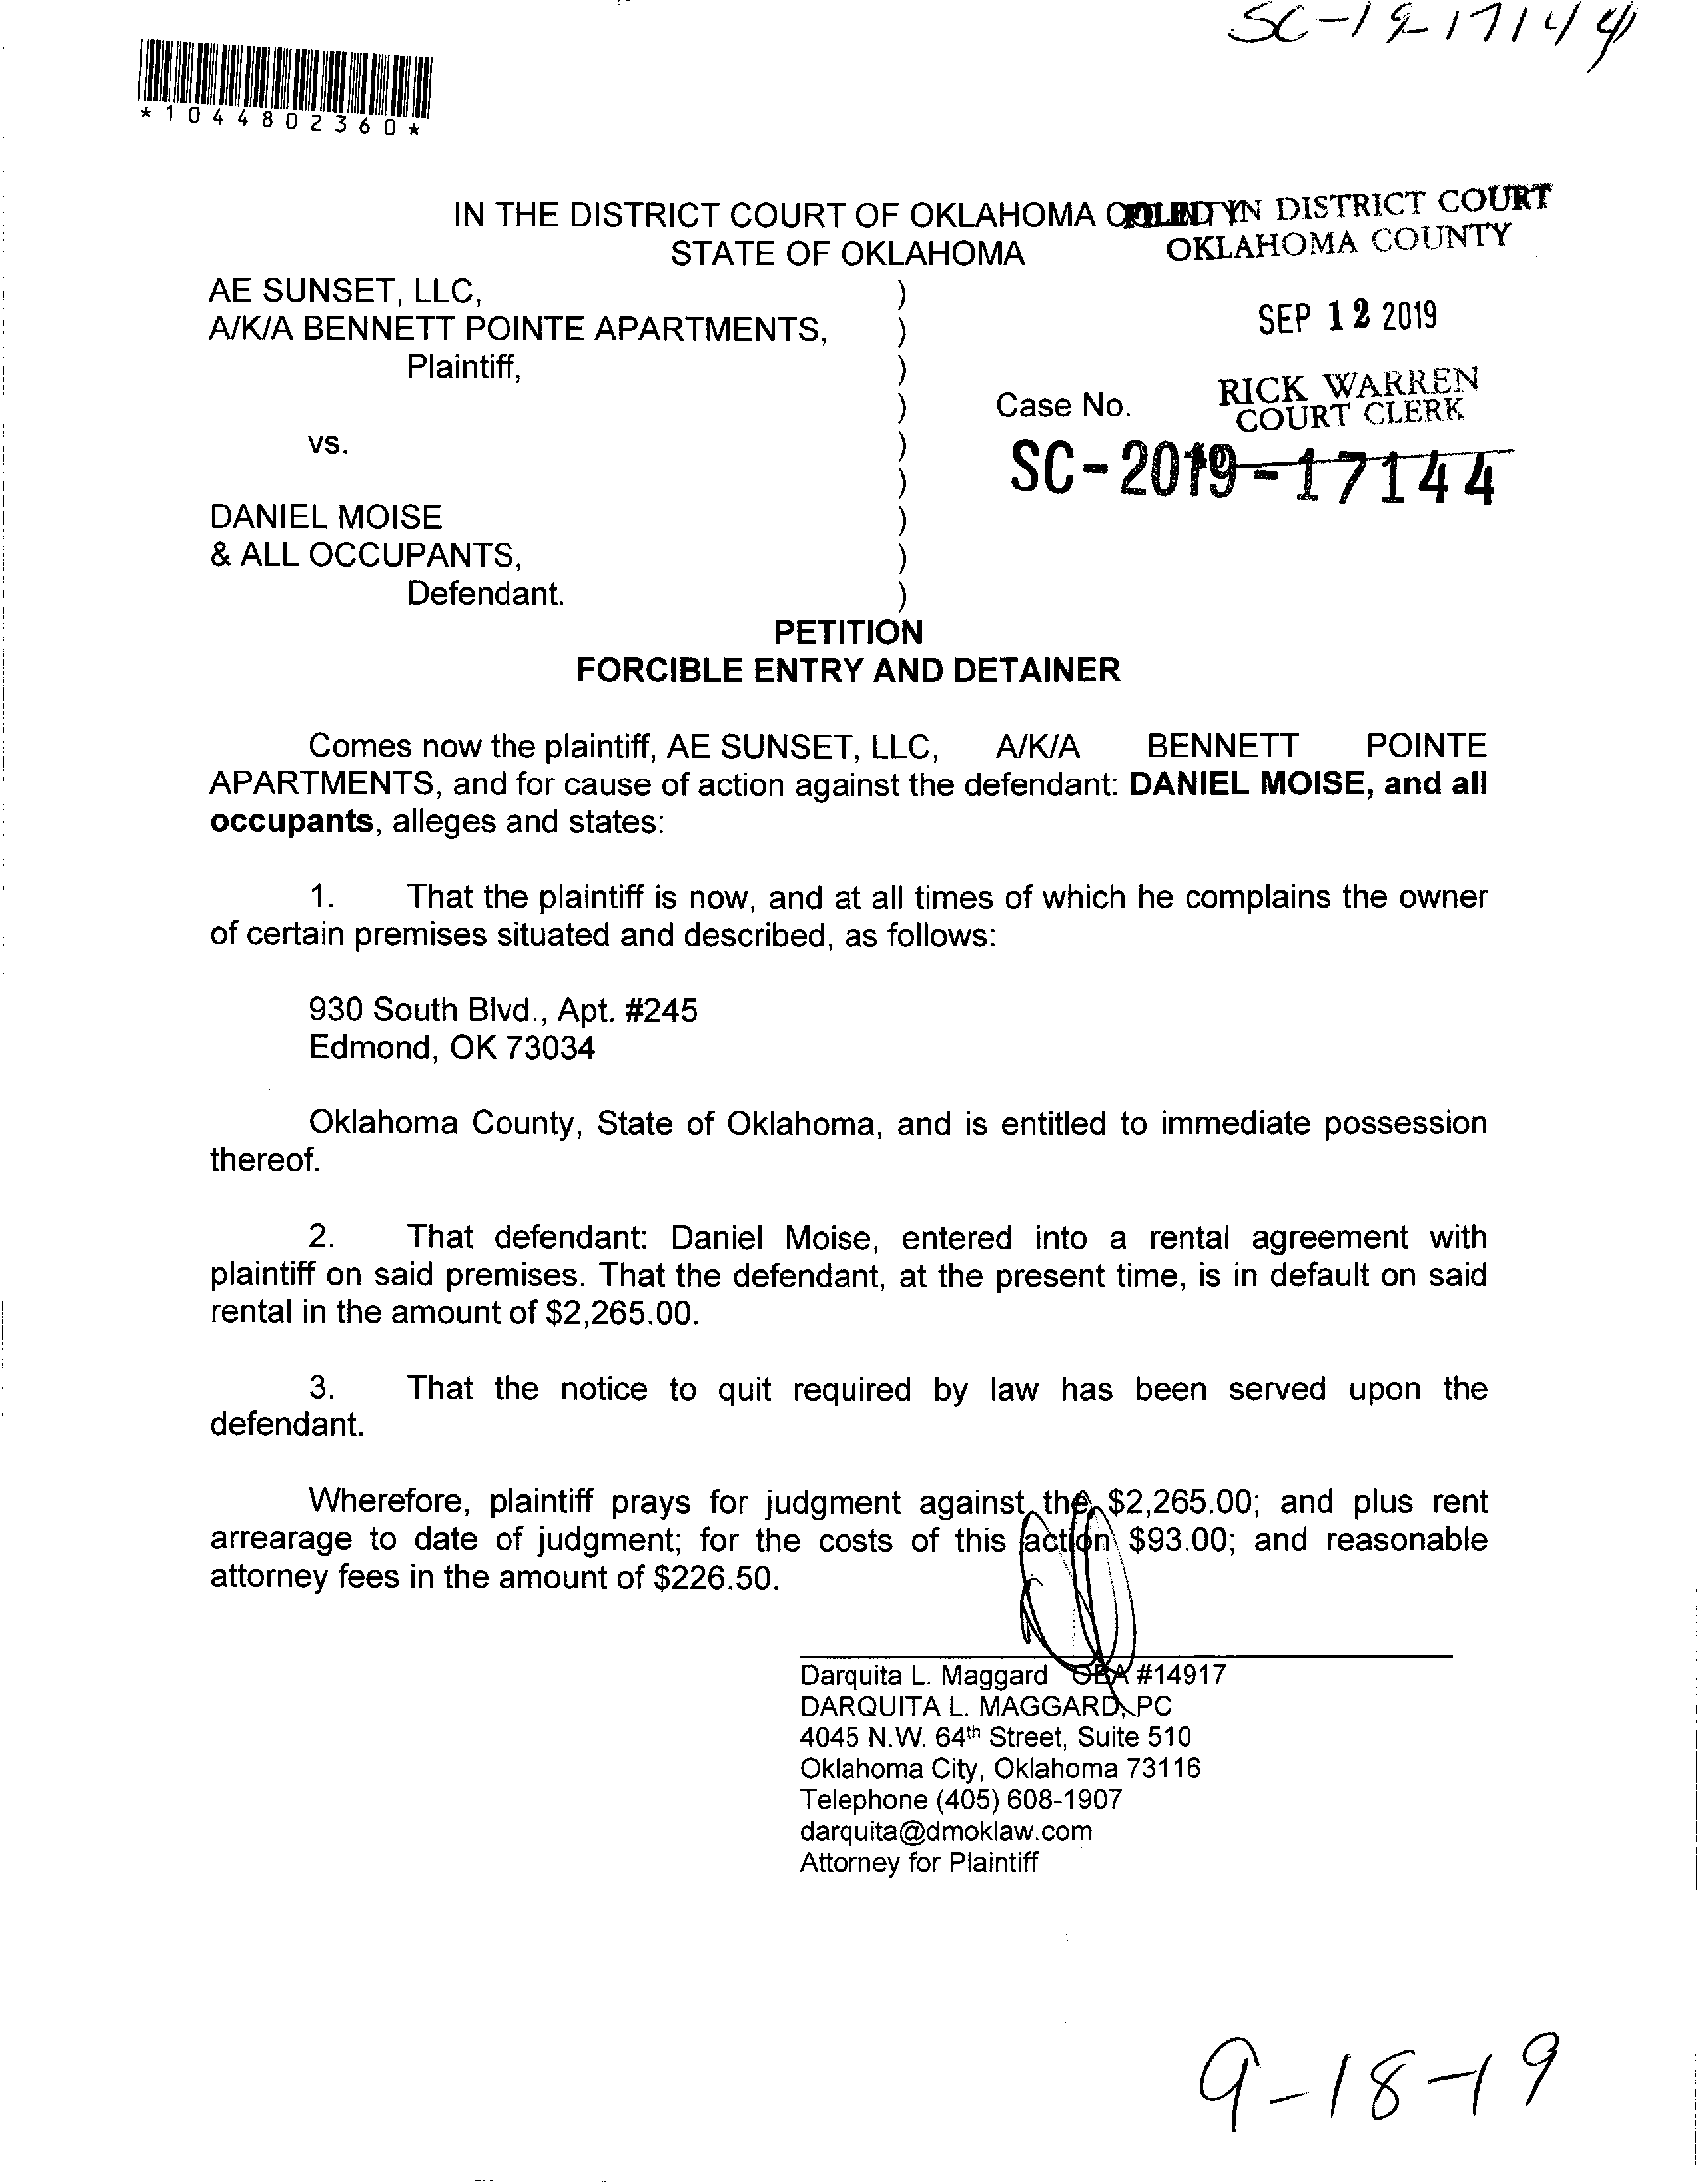 SC-19-17144
*1044802360*
IN THE DISTRICT COURT OF OKLAHOMA
FILED IN DISTRICT COURT
STATE OF OKLAHOMA
OKLAHOMA COUNTY
AE SUNSET, LLC, )
A/K/A BENNETT POINTE APARTMENTS, )
SEP 12 2019
Plaintiff, )
RICK WARREN
) Case No.
COURT CLERK
vs. )
SC-2019-17144
)
DANIEL MOISE )
& ALL OCCUPANTS, )
Defendant. )
PETITION
FORCIBLE ENTRY AND DETAINER
Comes now the plaintiff, AE SUNSET, LLC, A/K/A BENNETT POINTE
APARTMENTS, and for cause of action against the defendant: DANIEL MOISE, and all
occupants, alleges and states:
1. That the plaintiff is now, and at all times of which he complains the owner
of certain premises situated and described, as follows:
930 South Blvd., Apt. #245
Edmond, OK 73034
Oklahoma County, State of Oklahoma, and is entitled to immediate possession
thereof.
2. That defendant: Daniel Moise, entered into a rental agreement with
plaintiff on said premises. That the defendant, at the present time, is in default on said
rental in the amount of $2,265.00.
3. That the notice to quit required by law has been served upon the
defendant.
Wherefore, plaintiff prays for judgment against the $2,265.00; and plus rent
arrearage to date of judgment; for the costs of this action $93.00; and reasonable
attorney fees in the amount of $226.50.
Darquita L. Maggard OBA #14917
DARQUITA L. MAGGARD, PC
4045 N.W. 64th Street, Suite 510
Oklahoma City, Oklahoma 73116
Telephone (405) 608-1907
darquita@dmoklaw.com
Attorney for Plaintiff
9-18-19